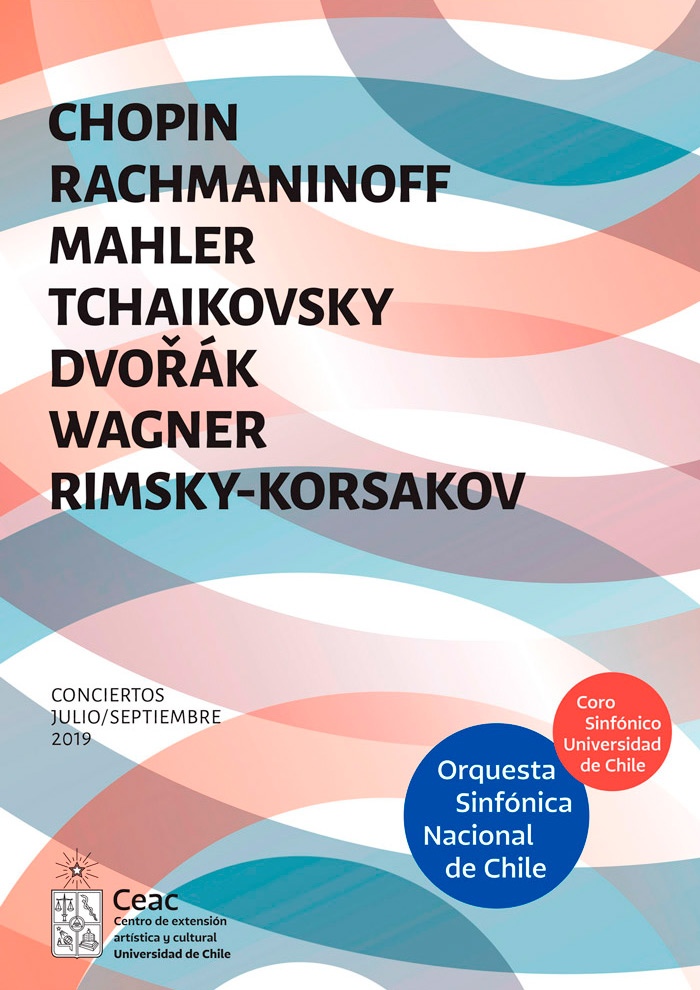 CHOPIN
RACHMANINOFF
MAHLER
TCHAIKOVSKY
DVOŘÁK
WAGNER
RIMSKY-KORSAKOV
CONCIERTOS
JULIO/SEPTIEMBRE
2019
Coro
Sinfónico
Universidad
de Chile
Orquesta
Sinfónica
Nacional
de Chile
Ceac
Centro de extensión
artística y cultural
Universidad de Chile